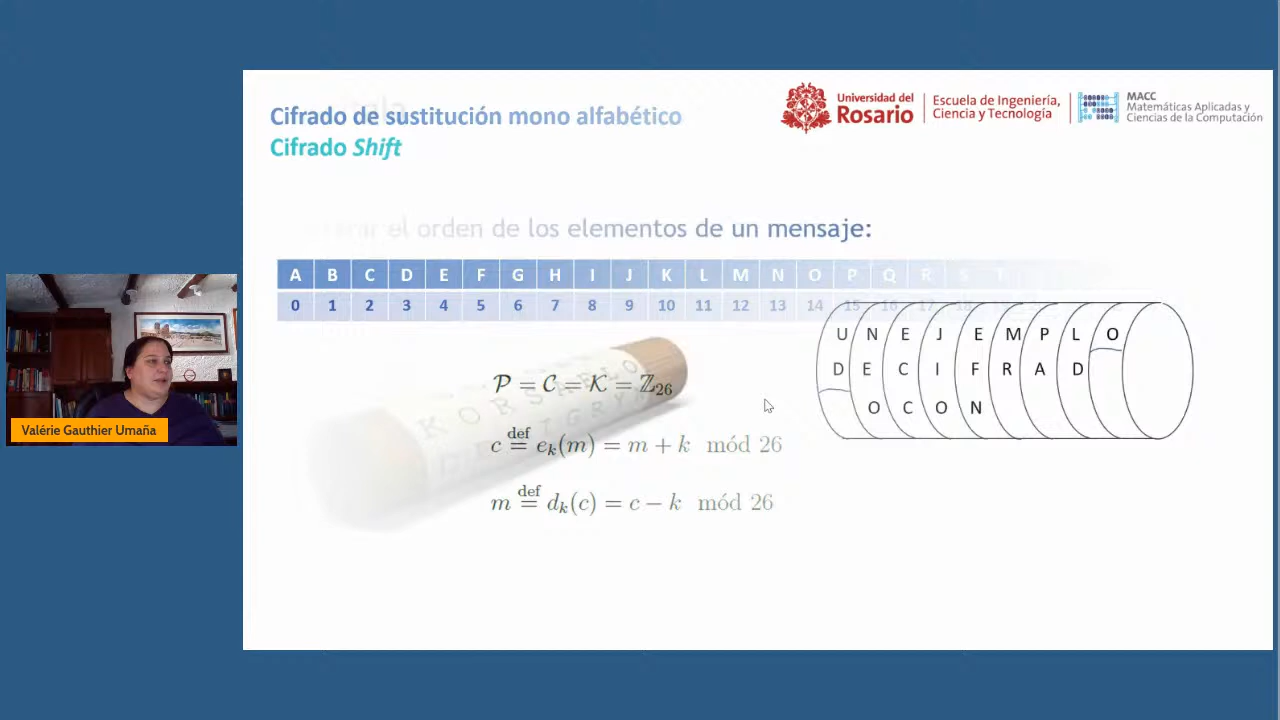 Cifrado de sustitución mono alfabético
Cifrado Shift
Universidad del
Rosario
Escuela de Ingeniería,
Ciencia y Tecnología
MACC
Matemáticas Aplicadas y
Ciencias de la Computación
el orden de los elementos de un mensaje:
A B C D E F G H I J K L M N O P Q R S T
0 1 2 3 4 5 6 7 8 9 10 11 12 13 14 15 16 17 18
U N E J E M P L O
D E C I F R A D
O C O N
𝒫 = 𝒞 = 𝒦 = ℤ₂₆
c ≝ eₖ(m) = m + k mód 26
m ≝ dₖ(c) = c − k mód 26
Valérie Gauthier Umaña